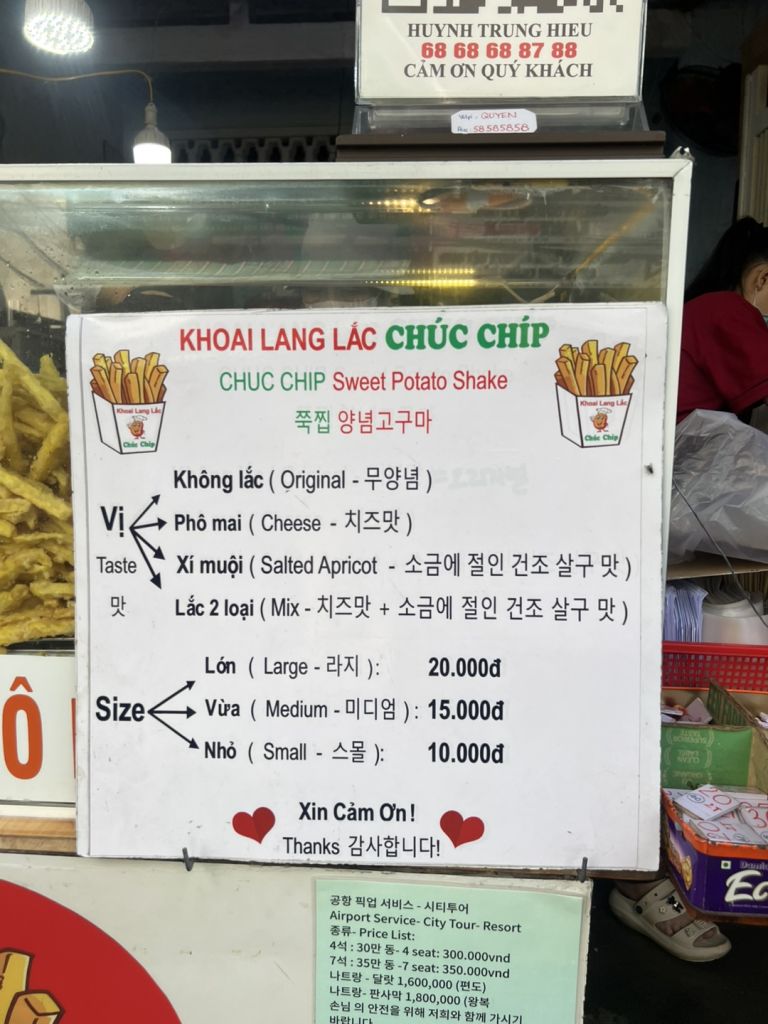 HUYNH TRUNG HIEU
68 68 68 87 88
CẢM ƠN QUÝ KHÁCH
QUYEN
58585858
KHOAI LANG LẮC CHÚC CHÍP
CHUC CHIP Sweet Potato Shake
쭉찝 양념고구마
Khoai Lang Lắc
Chúc Chíp
Khoai Lang Lắc
Chúc Chíp
Không lắc ( Original - 무양념 )
Vị
Phô mai ( Cheese - 치즈맛 )
Taste
Xí muội ( Salted Apricot - 소금에 절인 건조 살구 맛 )
맛
Lắc 2 loại ( Mix - 치즈맛 + 소금에 절인 건조 살구 맛 )
Lớn ( Large - 라지 ): 20.000đ
Size
Vừa ( Medium - 미디엄 ) : 15.000đ
Nhỏ ( Small - 스몰 ): 10.000đ
Xin Cảm Ơn !
Thanks 감사합니다!
Ô
공항 픽업 서비스 - 시티투어
Airport Service- City Tour- Resort
종류- Price List:
4석 : 30만 동- 4 seat: 300.000vnd
7석 : 35만 동 -7 seat: 350.000vnd
나트랑 - 달랏 1,600,000 (편도)
나트랑- 판사막 1,800,000 (왕복
손님 의 안전을 위해 저희와 함께 가시기
바랍니다